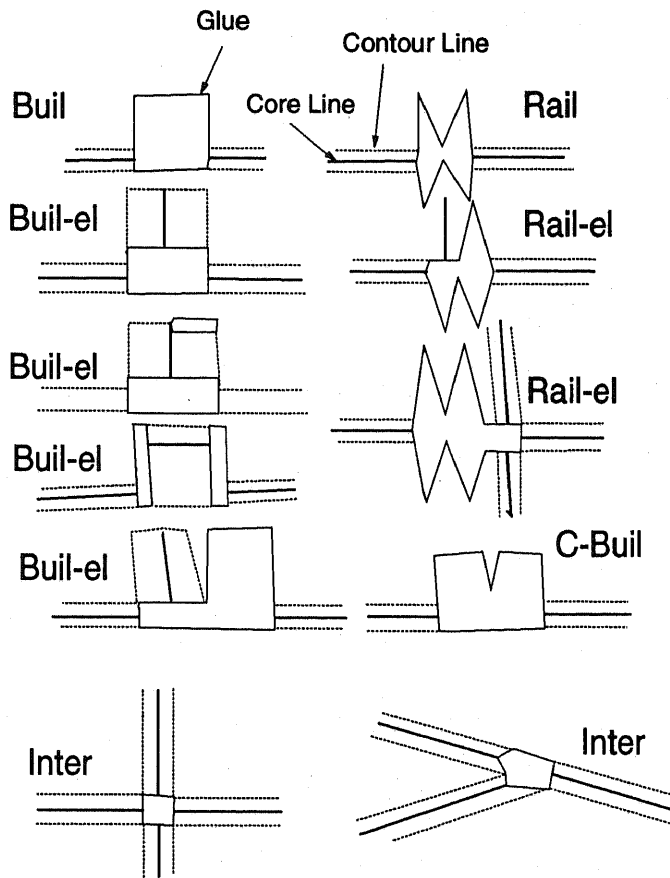 Glue
Contour Line
Buil
Core Line
Rail
Buil-el
Rail-el
Buil-el
Rail-el
Buil-el
Buil-el
C-Buil
Inter
Inter